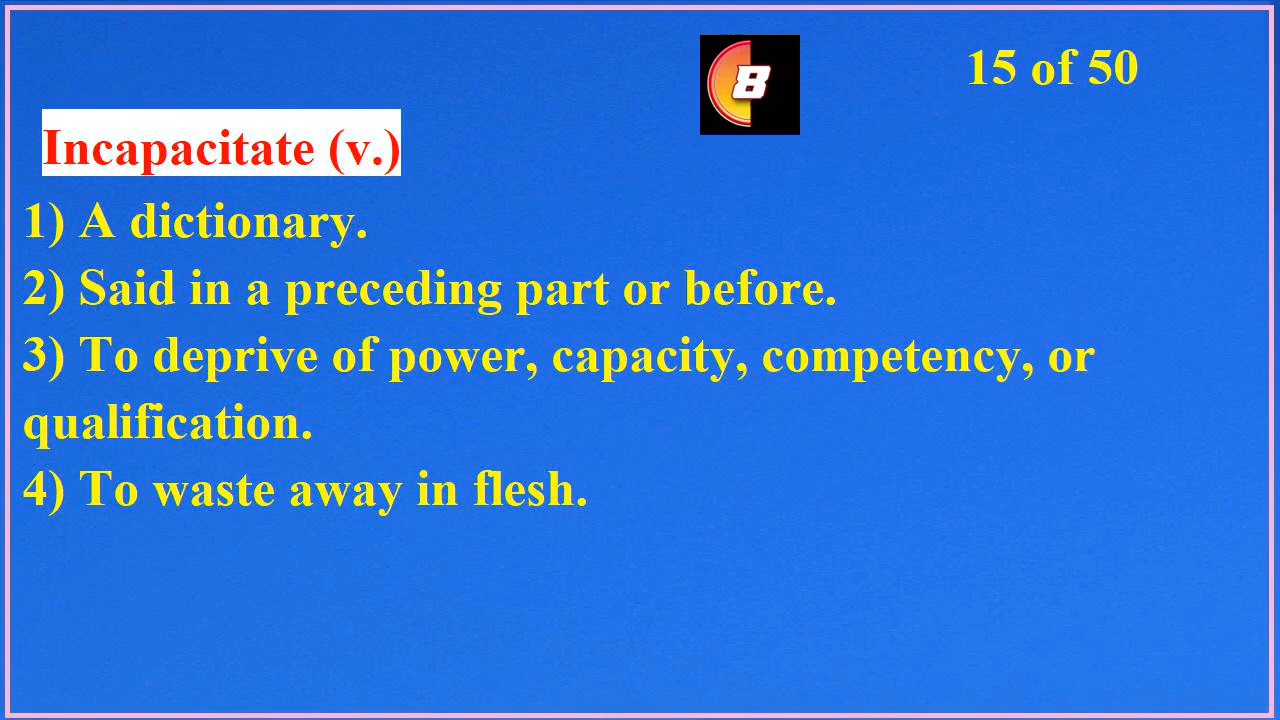 8
15 of 50
Incapacitate (v.)
1) A dictionary.
2) Said in a preceding part or before.
3) To deprive of power, capacity, competency, or
qualification.
4) To waste away in flesh.